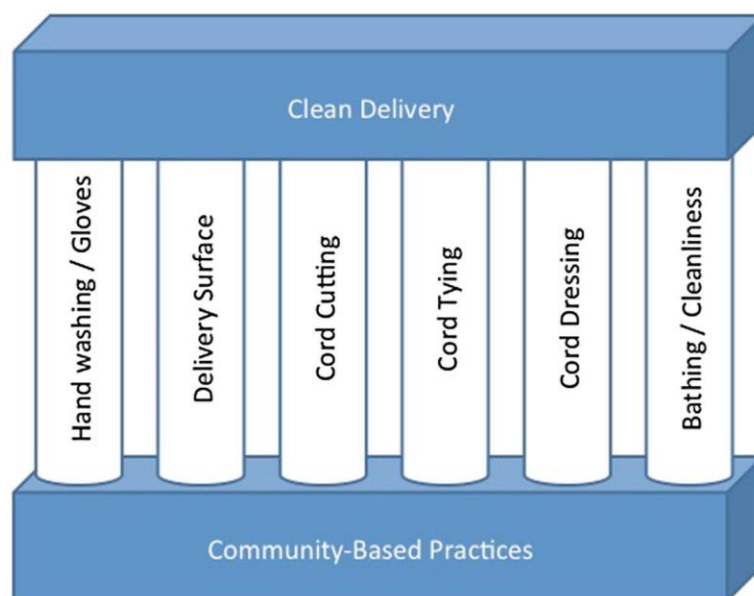 Clean Delivery
Hand washing / Gloves
Delivery Surface
Cord Cutting
Cord Tying
Cord Dressing
Bathing / Cleanliness
Community-Based Practices